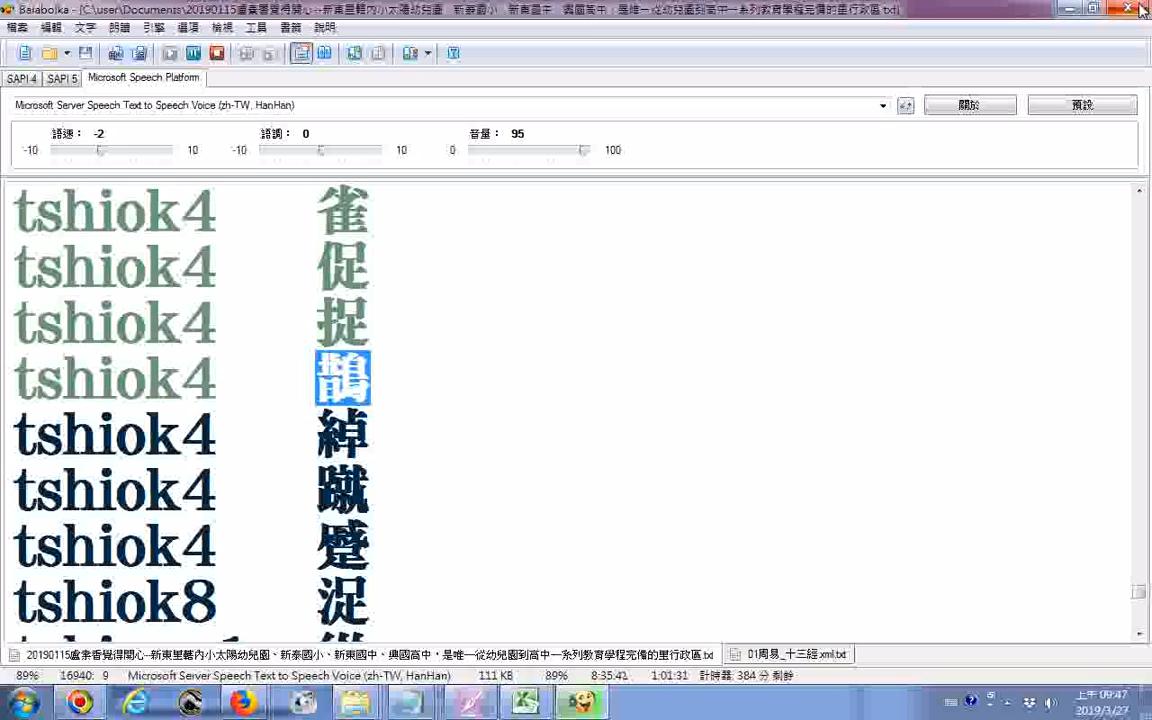 Balabolka - [C:\user\Documents\20190115盧粲香覺得開心--新東里轄內小太陽幼兒園、新泰國小、新東國中、興國高中，是唯一從幼兒園到高中一系列教育學程完備的里行政區.txt]
檔案 編輯 文字 朗讀 引擎 選項 檢視 工具 書籤 說明
SAPI 4 SAPI 5 Microsoft Speech Platform
Microsoft Server Speech Text to Speech Voice (zh-TW, HanHan) 關於 預設
語速： -2 語調： 0 音量： 95
-10 10 -10 10 0 100
tshiok4 雀
tshiok4 促
tshiok4 捉
tshiok4 鵲
tshiok4 綽
tshiok4 蹴
tshiok4 蹙
tshiok8 浞
20190115盧粲香覺得開心--新東里轄內小太陽幼兒園、新泰國小、新東國中、興國高中，是唯一從幼兒園到高中一系列教育學程完備的里行政區.txt 01周易_十三經.xml.txt
89% 16940: 9 Microsoft Server Speech Text to Speech Voice (zh-TW, HanHan) 111 KB 89% 8:35.41 1:01:31 計時器： 384 分 剩餘
上午 09:47
2019/3/27